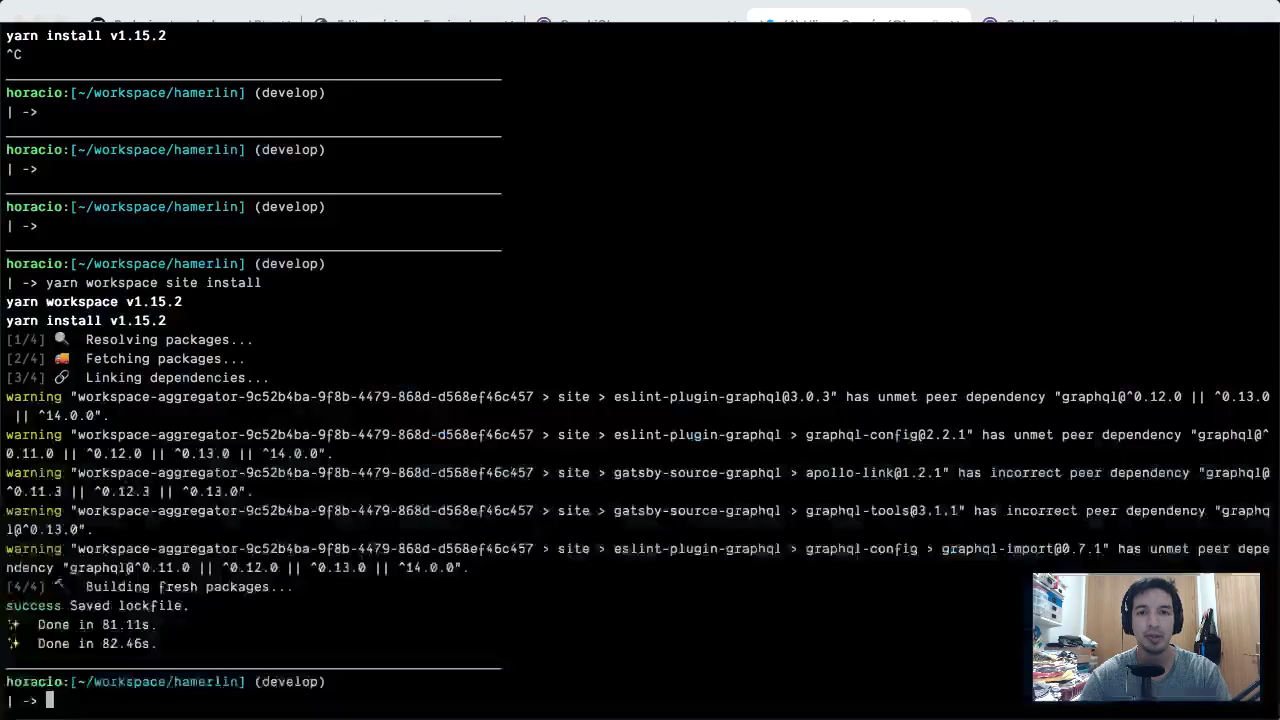 yarn install v1.15.2
^C
horacio:[~/workspace/hamerlin] (develop)
| ->
horacio:[~/workspace/hamerlin] (develop)
| ->
horacio:[~/workspace/hamerlin] (develop)
| ->
horacio:[~/workspace/hamerlin] (develop)
| -> yarn workspace site install
yarn workspace v1.15.2
yarn install v1.15.2
[1/4] 🔍 Resolving packages...
[2/4] 🚚 Fetching packages...
[3/4] 🔗 Linking dependencies...
warning "workspace-aggregator-9c52b4ba-9f8b-4479-868d-d568ef46c457 > site > eslint-plugin-graphql@3.0.3" has unmet peer dependency "graphql@^0.12.0 || ^0.13.0
|| ^14.0.0".
warning "workspace-aggregator-9c52b4ba-9f8b-4479-868d-d568ef46c457 > site > eslint-plugin-graphql > graphql-config@2.2.1" has unmet peer dependency "graphql@^
0.11.0 || ^0.12.0 || ^0.13.0 || ^14.0.0".
warning "workspace-aggregator-9c52b4ba-9f8b-4479-868d-d568ef46c457 > site > gatsby-source-graphql > apollo-link@1.2.1" has incorrect peer dependency "graphql@
^0.11.3 || ^0.12.3 || ^0.13.0".
warning "workspace-aggregator-9c52b4ba-9f8b-4479-868d-d568ef46c457 > site > gatsby-source-graphql > graphql-tools@3.1.1" has incorrect peer dependency "graphq
l@^0.13.0".
warning "workspace-aggregator-9c52b4ba-9f8b-4479-868d-d568ef46c457 > site > eslint-plugin-graphql > graphql-config > graphql-import@0.7.1" has unmet peer depe
ndency "graphql@^0.11.0 || ^0.12.0 || ^0.13.0 || ^14.0.0".
[4/4] 🔨 Building fresh packages...
success Saved lockfile.
✨ Done in 81.11s.
✨ Done in 82.46s.
horacio:[~/workspace/hamerlin] (develop)
| ->